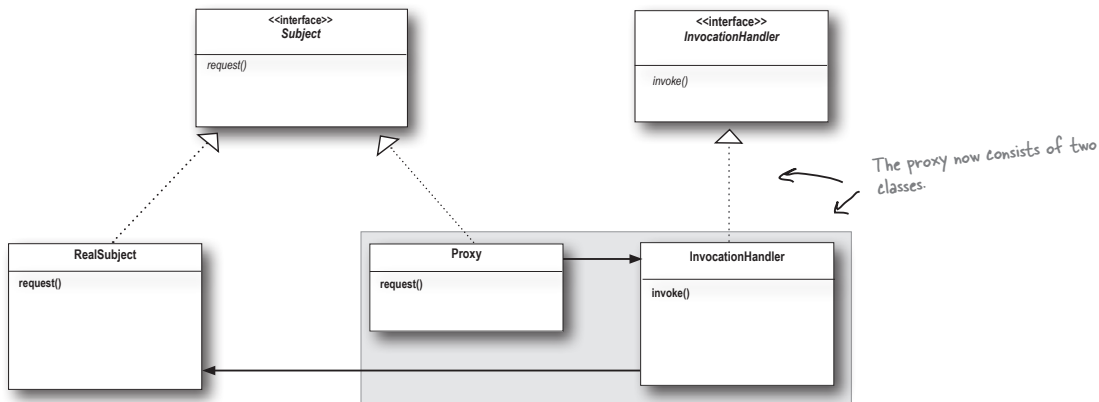 <<interface>>
Subject
request()
<<interface>>
InvocationHandler
invoke()
The proxy now consists of two
classes.
RealSubject
request()
Proxy
request()
InvocationHandler
invoke()